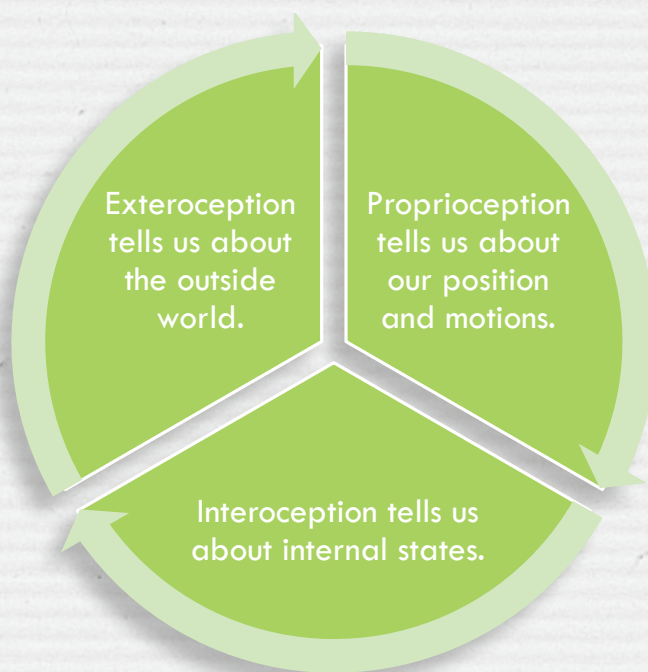 Exteroception
tells us about
the outside
world.
Proprioception
tells us about
our position
and motions.
Interoception tells us
about internal states.